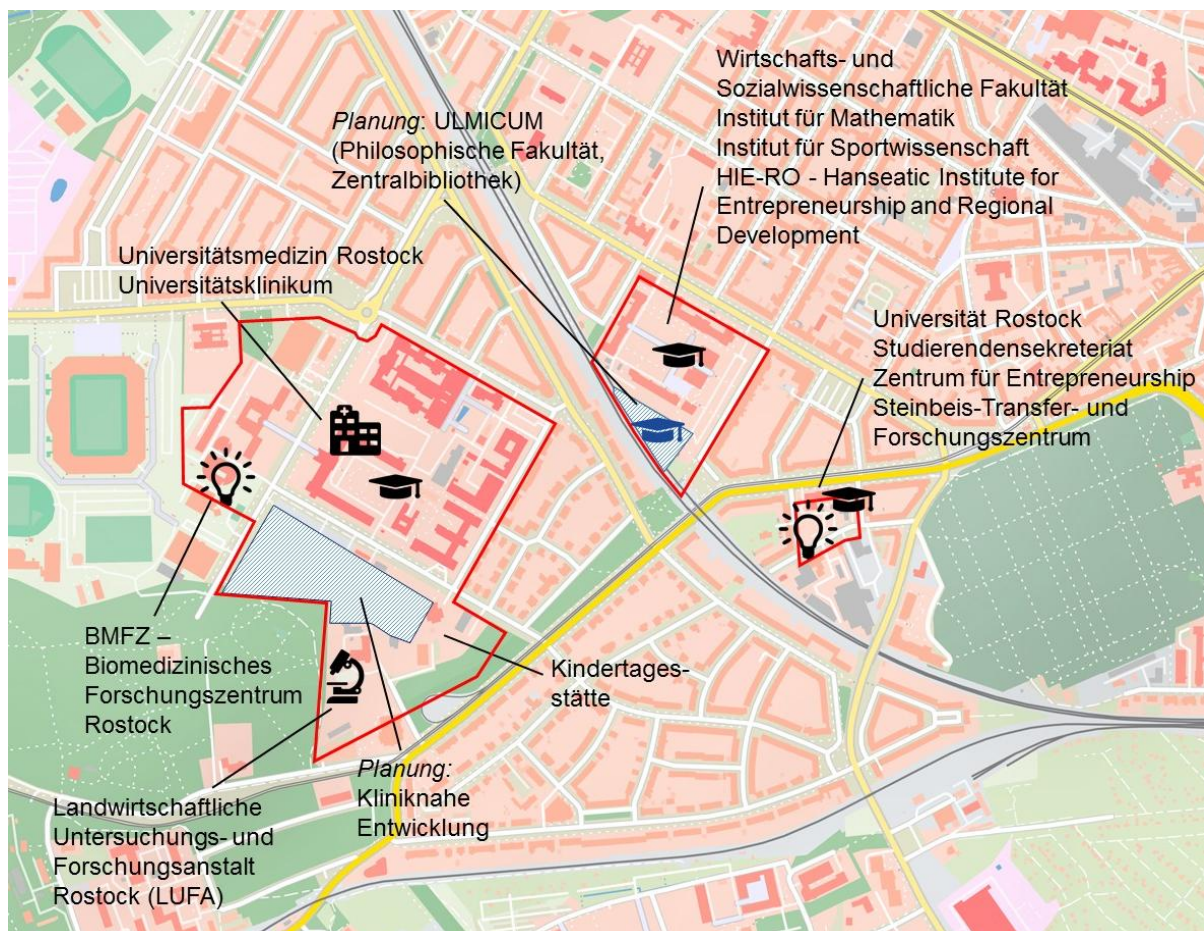 Wirtschafts- und
Sozialwissenschaftliche Fakultät
Institut für Mathematik
Institut für Sportwissenschaft
HIE-RO - Hanseatic Institute for
Entrepreneurship and Regional
Development
Planung: ULMICUM
(Philosophische Fakultät,
Zentralbibliothek)
Universitätsmedizin Rostock
Universitätsklinikum
Universität Rostock
Studierendensekreteriat
Zentrum für Entrepreneurship
Steinbeis-Transfer- und
Forschungszentrum
BMFZ –
Biomedizinisches
Forschungszentrum
Rostock
Kindertages-
stätte
Planung:
Kliniknahe
Entwicklung
Landwirtschaftliche
Untersuchungs- und
Forschungsanstalt
Rostock (LUFA)